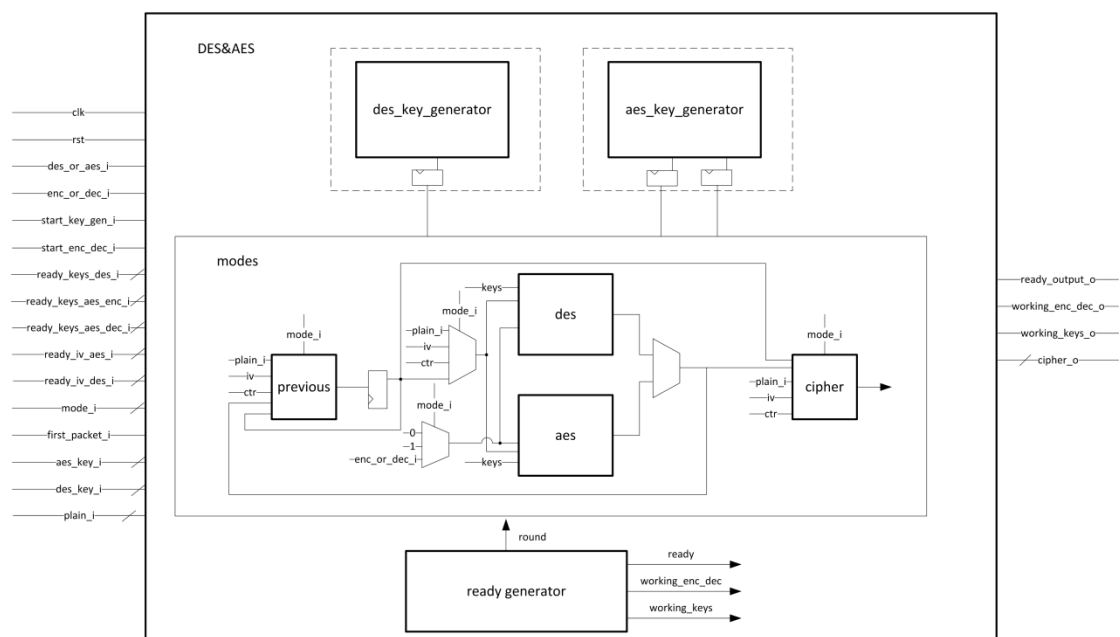 DES&AES
des_key_generator
aes_key_generator
clk
rst
des_or_aes_i
enc_or_dec_i
start_key_gen_i
start_enc_dec_i
ready_keys_des_i
ready_keys_aes_enc_i
ready_keys_aes_dec_i
ready_iv_aes_i
ready_iv_des_i
mode_i
first_packet_i
aes_key_i
des_key_i
plain_i
modes
mode_i
plain_i
iv
ctr
previous
mode_i
plain_i
iv
ctr
mode_i
0
1
enc_or_dec_i
keys
des
aes
keys
mode_i
plain_i
iv
ctr
cipher
round
ready generator
ready
working_enc_dec
working_keys
ready_output_o
working_enc_dec_o
working_keys_o
cipher_o